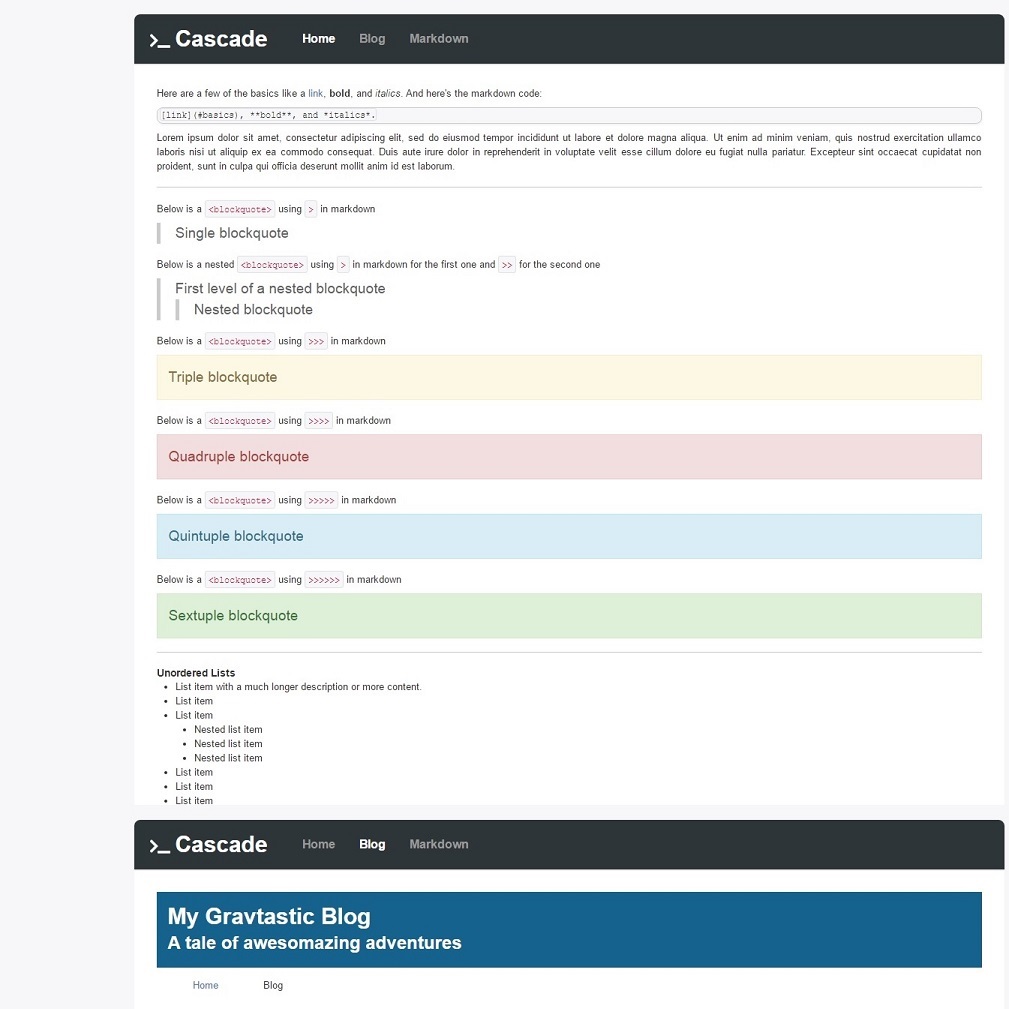 >_ Cascade Home Blog Markdown
Here are a few of the basics like a link, bold, and italics. And here's the markdown code:
[link](#basics), **bold**, and *italics*.
Lorem ipsum dolor sit amet, consectetur adipiscing elit, sed do eiusmod tempor incididunt ut labore et dolore magna aliqua. Ut enim ad minim veniam, quis nostrud exercitation ullamco
laboris nisi ut aliquip ex ea commodo consequat. Duis aute irure dolor in reprehenderit in voluptate velit esse cillum dolore eu fugiat nulla pariatur. Excepteur sint occaecat cupidatat non
proident, sunt in culpa qui officia deserunt mollit anim id est laborum.
Below is a <blockquote> using > in markdown
Single blockquote
Below is a nested <blockquote> using > in markdown for the first one and >> for the second one
First level of a nested blockquote
Nested blockquote
Below is a <blockquote> using >>> in markdown
Triple blockquote
Below is a <blockquote> using >>>> in markdown
Quadruple blockquote
Below is a <blockquote> using >>>>> in markdown
Quintuple blockquote
Below is a <blockquote> using >>>>>> in markdown
Sextuple blockquote
Unordered Lists
• List item with a much longer description or more content.
• List item
• List item
• Nested list item
• Nested list item
• Nested list item
• List item
• List item
• List item
>_ Cascade Home Blog Markdown
My Gravtastic Blog
A tale of awesomazing adventures
Home Blog